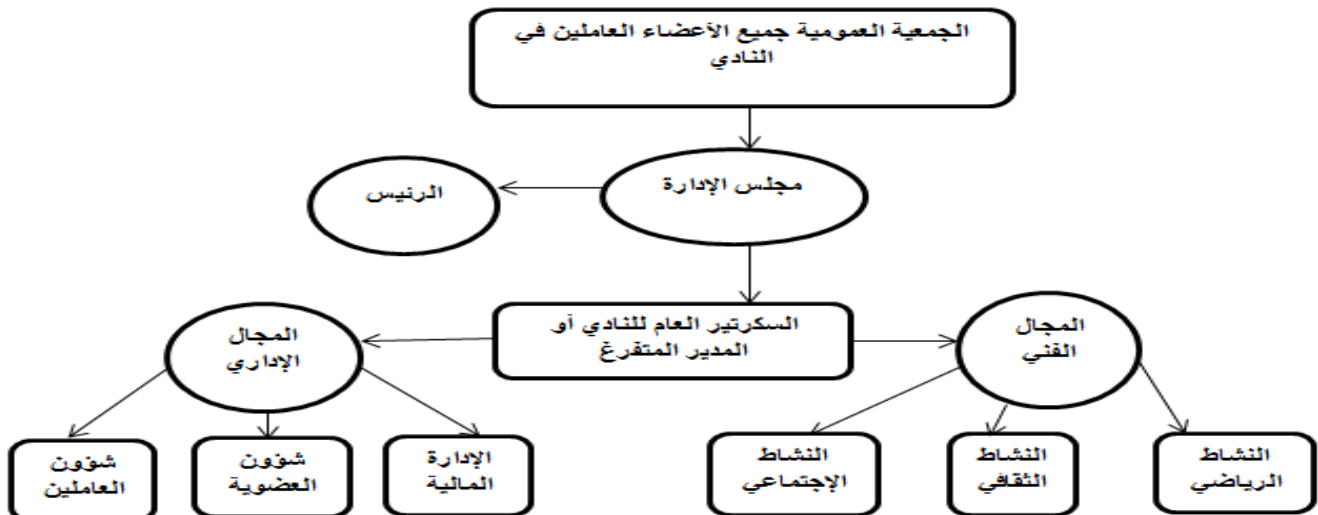 الجمعية العمومية جميع الأعضاء العاملين في
النادي
مجلس الإدارة
الرئيس
السكرتير العام للنادي أو
المدير المتفرغ
المجال
الفني
المجال
الإداري
النشاط
الرياضي
النشاط
الثقافي
النشاط
الإجتماعي
الإدارة
المالية
شؤون
العضوية
شؤون
العاملين